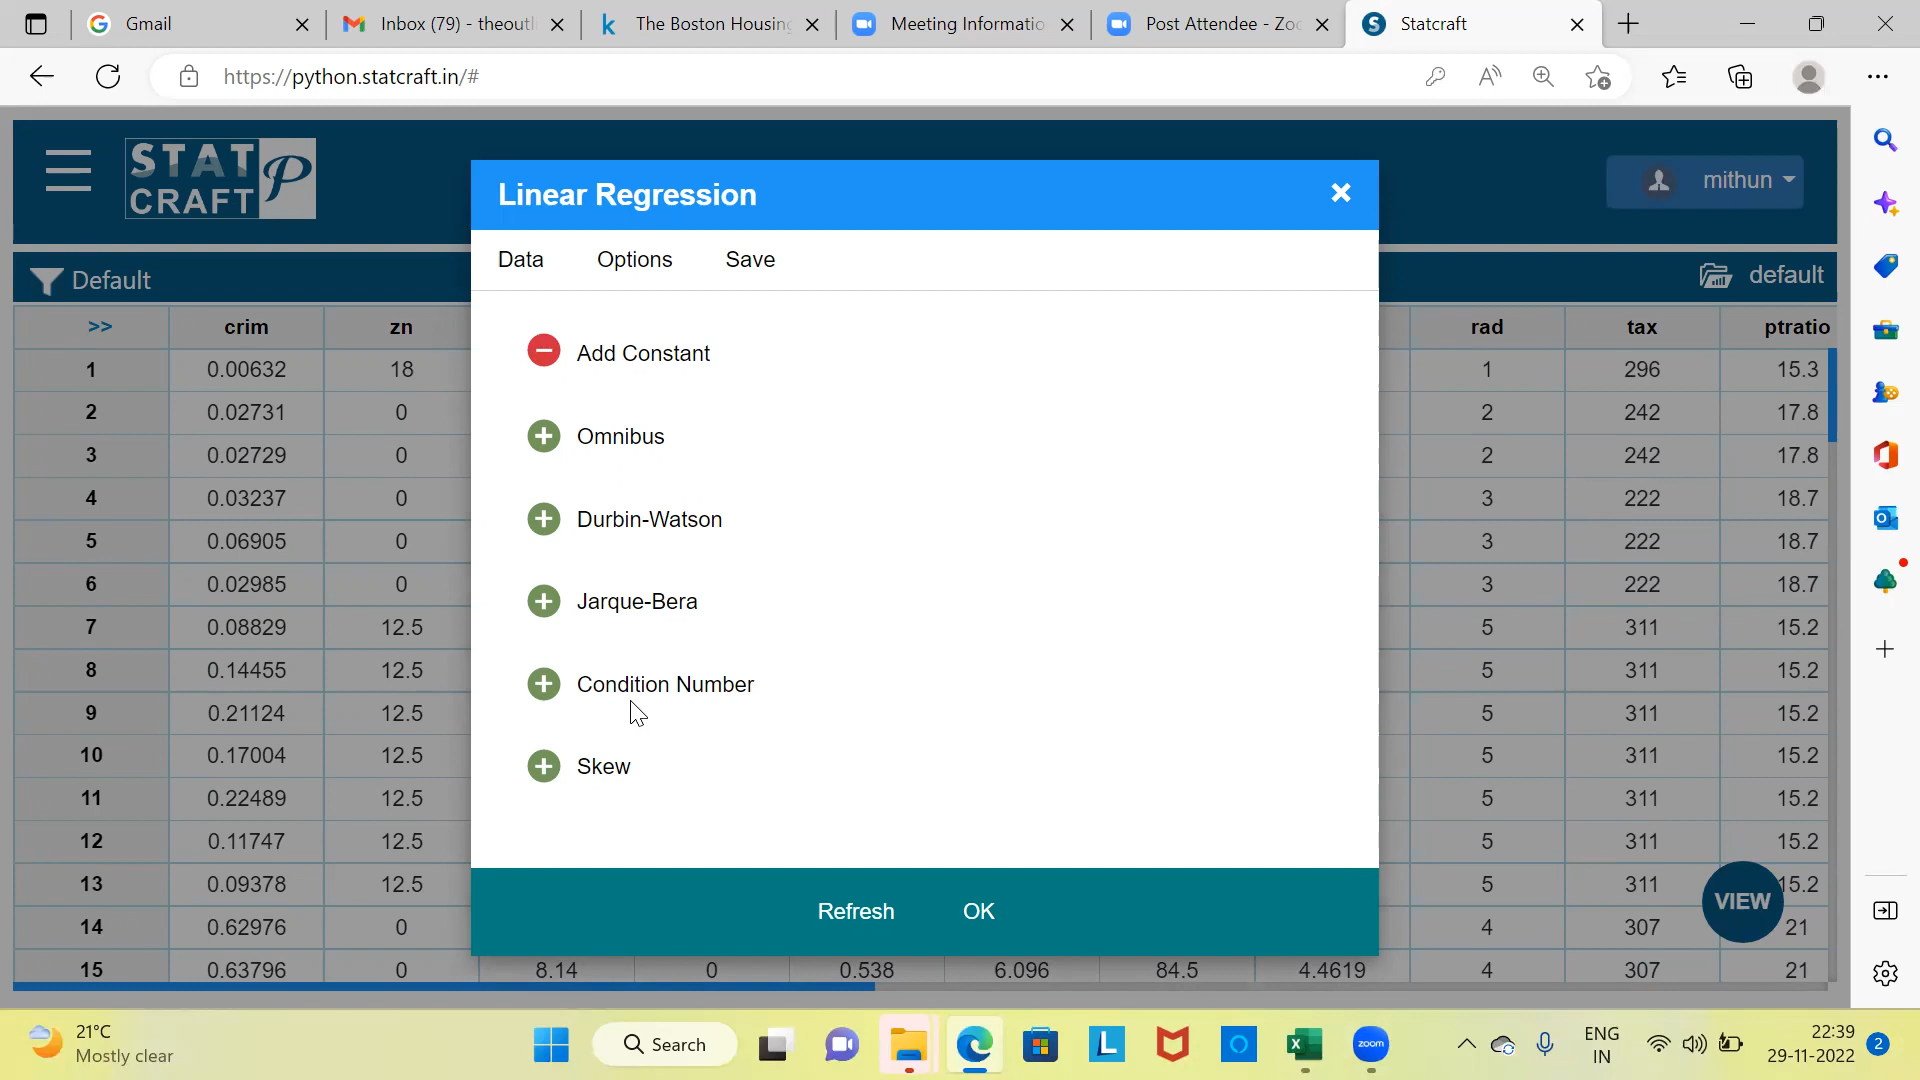 Gmail
Inbox (79) - theoutl
The Boston Housing
Meeting Informatio
Post Attendee - Zoo
Statcraft
https://python.statcraft.in/#
STAT
CRAFT
P
mithun
Linear Regression
Default
default
Data Options Save
>> crim zn rad tax ptratio
1 0.00632 18 1 296 15.3
2 0.02731 0 2 242 17.8
3 0.02729 0 2 242 17.8
4 0.03237 0 3 222 18.7
5 0.06905 0 3 222 18.7
6 0.02985 0 3 222 18.7
7 0.08829 12.5 5 311 15.2
8 0.14455 12.5 5 311 15.2
9 0.21124 12.5 5 311 15.2
10 0.17004 12.5 5 311 15.2
11 0.22489 12.5 5 311 15.2
12 0.11747 12.5 5 311 15.2
13 0.09378 12.5 5 311 15.2
14 0.62976 0 4 307 21
15 0.63796 0 8.14 0 0.538 6.096 84.5 4.4619 4 307 21
Add Constant
Omnibus
Durbin-Watson
Jarque-Bera
Condition Number
Skew
Refresh OK
VIEW
21°C
Mostly clear
Search
zoom
ENG
IN
22:39
29-11-2022
2